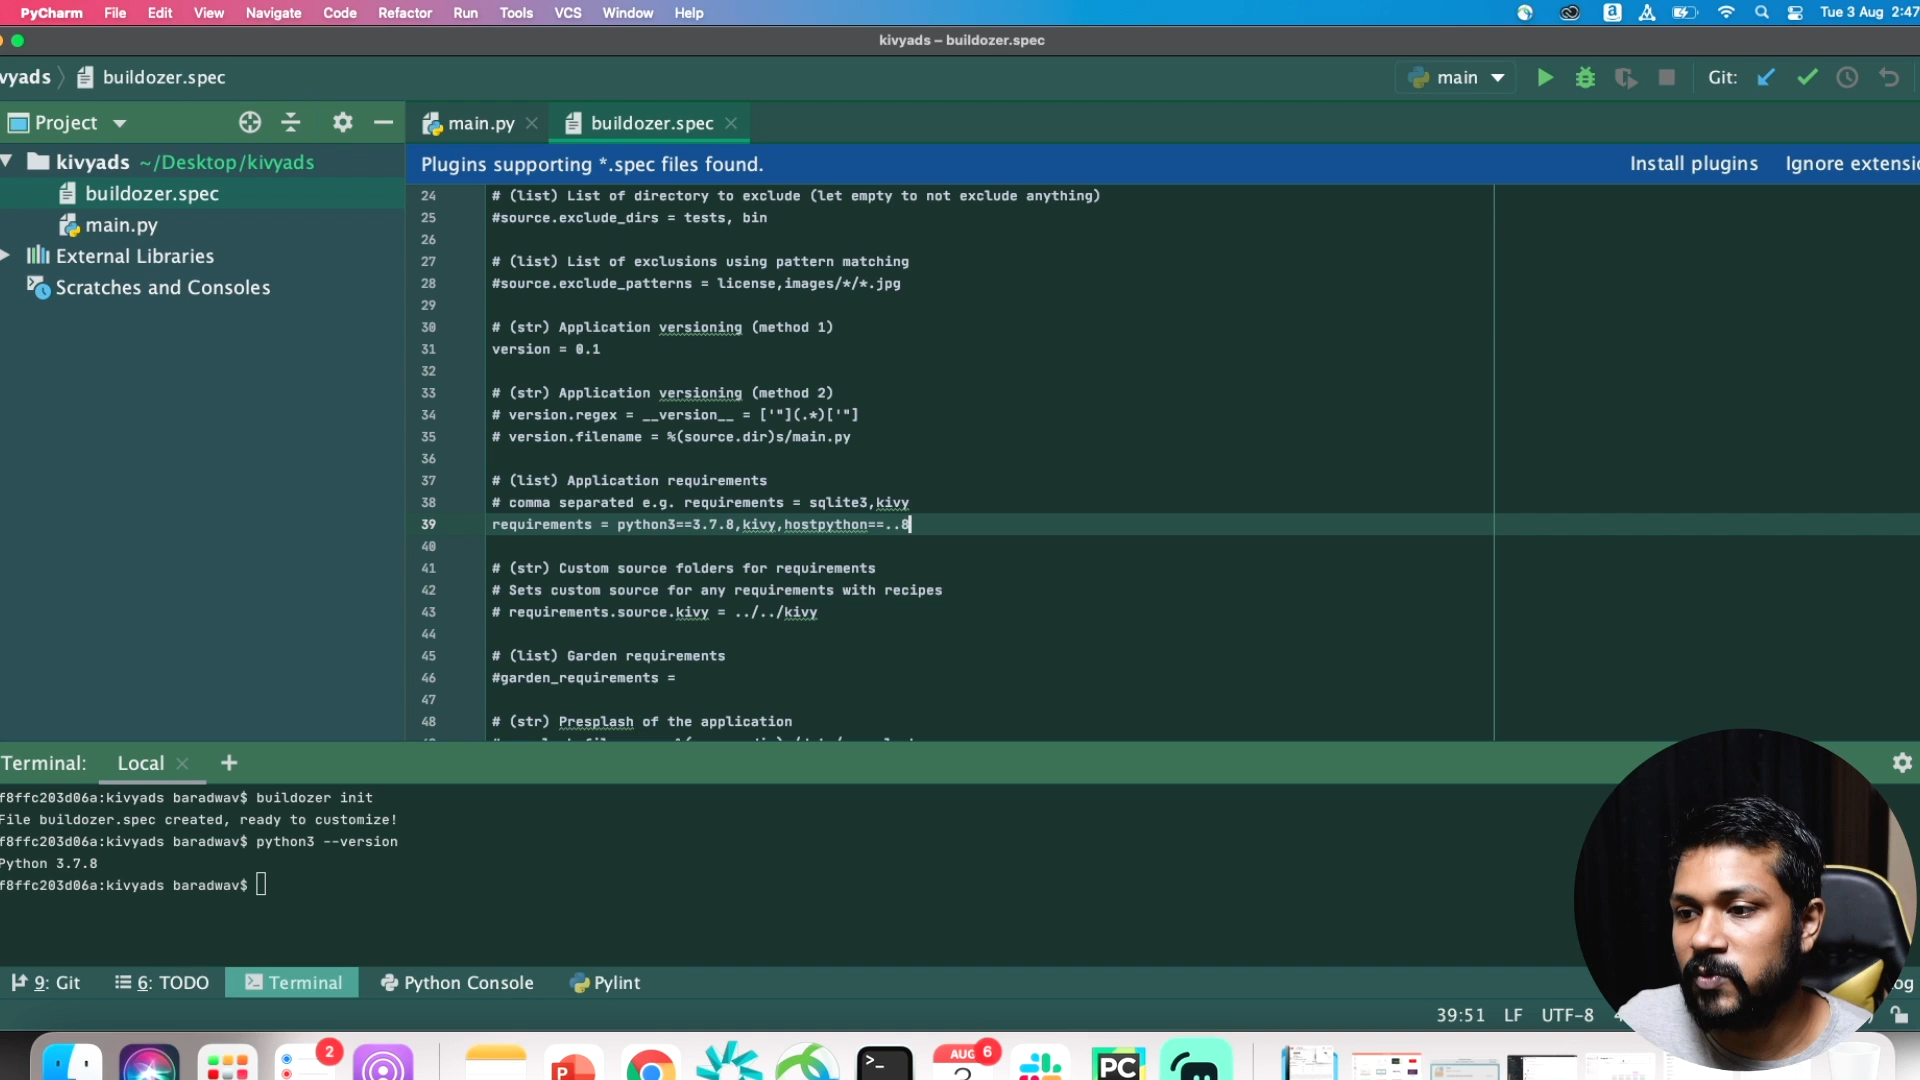 PyCharm File Edit View Navigate Code Refactor Run Tools VCS Window Help Tue 3 Aug 2:47
kivyads – buildozer.spec
vyads buildozer.spec main Git:
Project main.py buildozer.spec
kivyads ~/Desktop/kivyads
buildozer.spec
main.py
External Libraries
Scratches and Consoles
Plugins supporting *.spec files found. Install plugins Ignore extensio
24 # (list) List of directory to exclude (let empty to not exclude anything)
25 #source.exclude_dirs = tests, bin
26
27 # (list) List of exclusions using pattern matching
28 #source.exclude_patterns = license,images/*/*.jpg
29
30 # (str) Application versioning (method 1)
31 version = 0.1
32
33 # (str) Application versioning (method 2)
34 # version.regex = __version__ = ['"](.*)['"]
35 # version.filename = %(source.dir)s/main.py
36
37 # (list) Application requirements
38 # comma separated e.g. requirements = sqlite3,kivy
39 requirements = python3==3.7.8,kivy,hostpython==..8
40
41 # (str) Custom source folders for requirements
42 # Sets custom source for any requirements with recipes
43 # requirements.source.kivy = ../../kivy
44
45 # (list) Garden requirements
46 #garden_requirements =
47
48 # (str) Presplash of the application
Terminal: Local
f8ffc203d06a:kivyads baradwav$ buildozer init
File buildozer.spec created, ready to customize!
f8ffc203d06a:kivyads baradwav$ python3 --version
Python 3.7.8
f8ffc203d06a:kivyads baradwav$
9: Git 6: TODO Terminal Python Console Pylint og
39:51 LF UTF-8
2
AUG 6
PC